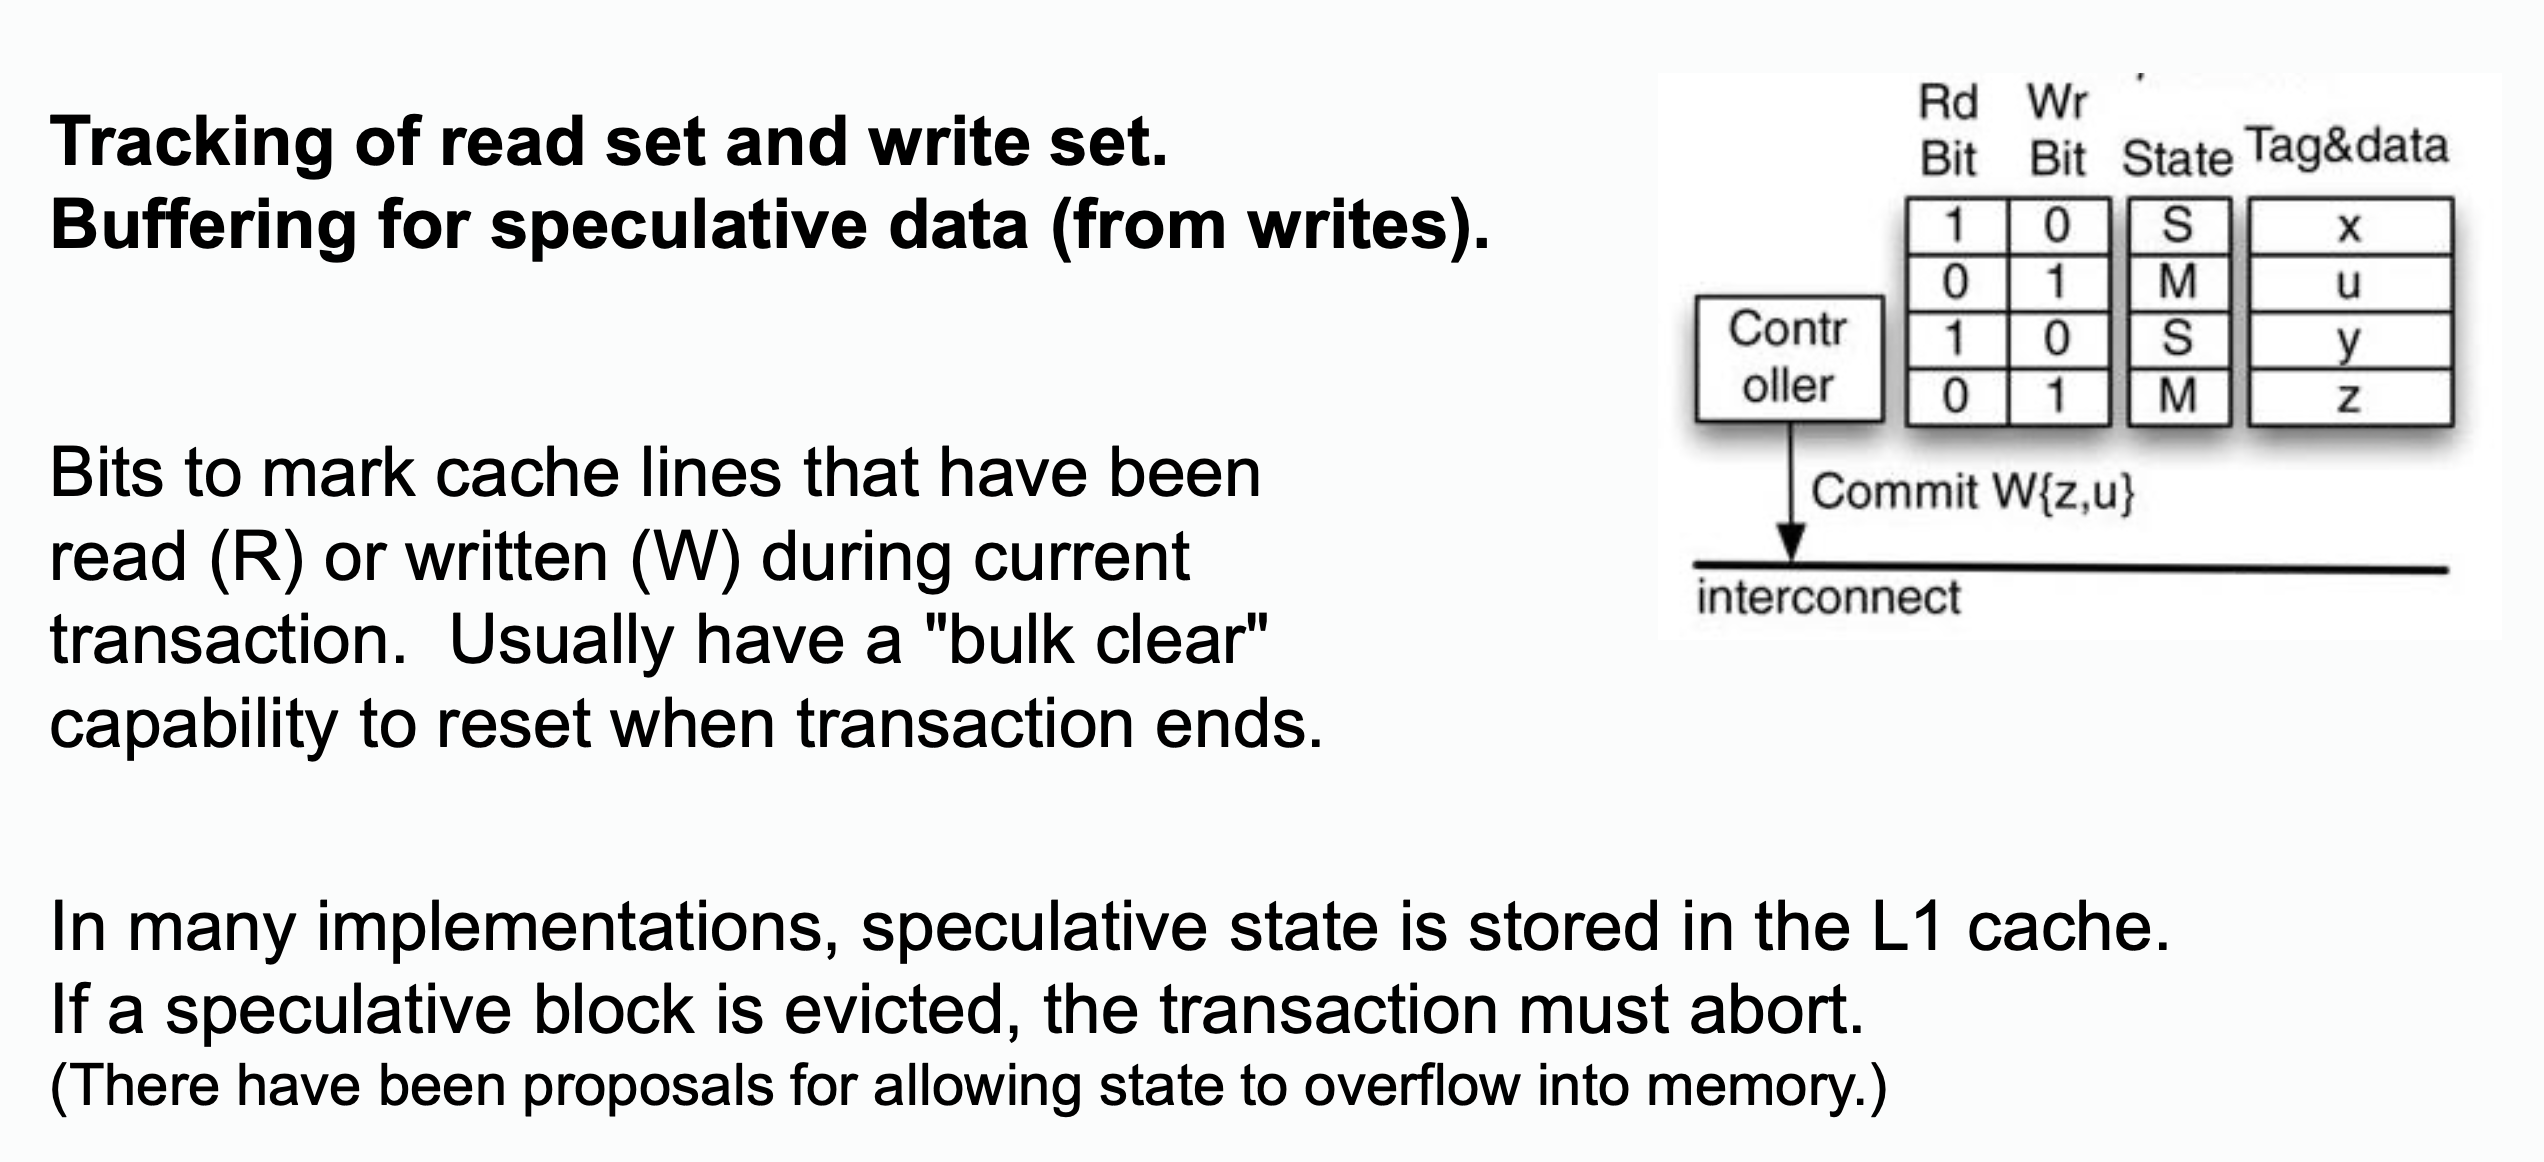 Tracking of read set and write set.
Buffering for speculative data (from writes).
Bits to mark cache lines that have been
read (R) or written (W) during current
transaction.  Usually have a "bulk clear"
capability to reset when transaction ends.
In many implementations, speculative state is stored in the L1 cache.
If a speculative block is evicted, the transaction must abort.
(There have been proposals for allowing state to overflow into memory.)
Rd Wr
Bit Bit State Tag&data
1 0 S x
0 1 M u
1 0 S y
0 1 M z
Contr
oller
Commit W{z,u}
interconnect